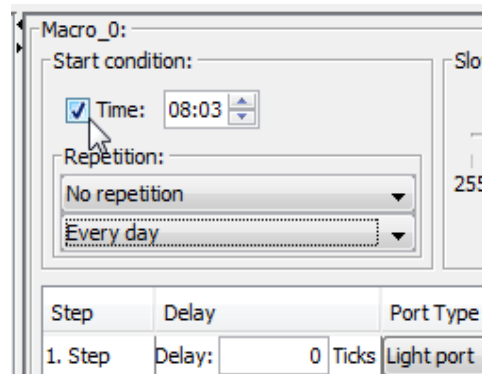 Macro_0:
Start condition:
Slo
Time: 08:03
Repetition:
No repetition
255
Every day
Step Delay Port Type
1. Step Delay: 0 Ticks Light port